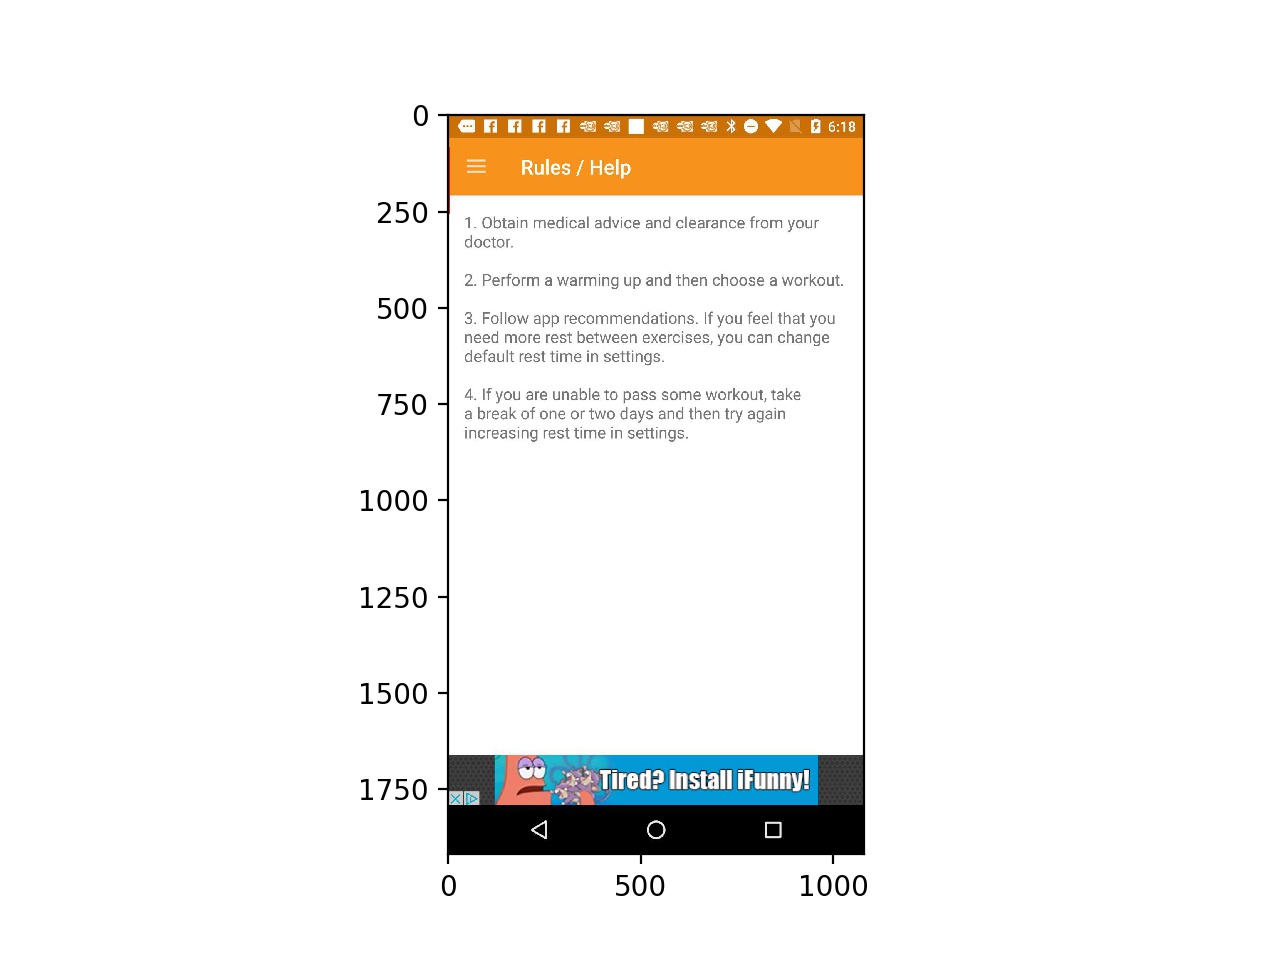 0
250
500
750
1000
1250
1500
1750
0
500
1000
6:18
Rules / Help
1. Obtain medical advice and clearance from your
doctor.
2. Perform a warming up and then choose a workout.
3. Follow app recommendations. If you feel that you
need more rest between exercises, you can change
default rest time in settings.
4. If you are unable to pass some workout, take
a break of one or two days and then try again
increasing rest time in settings.
Tired? Install iFunny!